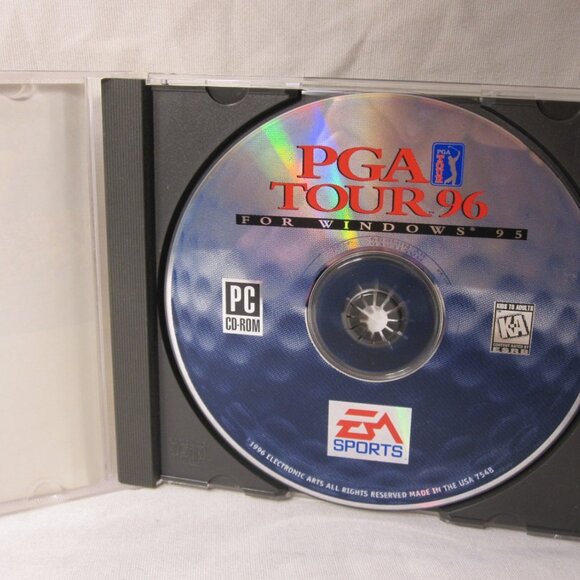 PGA
TOUR 96
PGA
TOUR
FOR WINDOWS® 95
PC
CD-ROM
KIDS TO ADULTS
KA
ESRB
EA
SPORTS
1996 ELECTRONIC ARTS ALL RIGHTS RESERVED MADE IN THE USA 7548